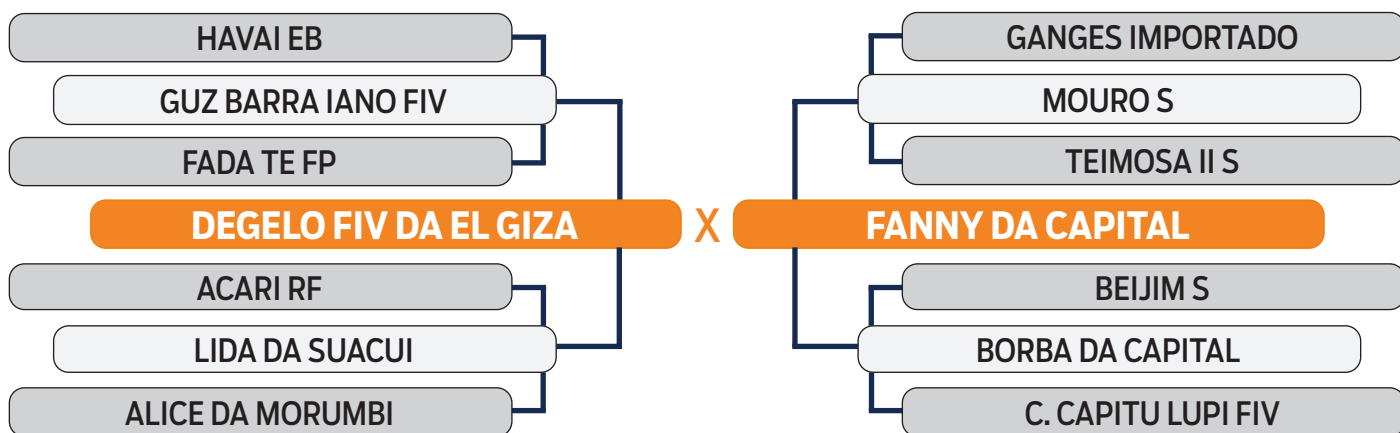 HAVAI EB
GUZ BARRA IANO FIV
FADA TE FP
DEGELO FIV DA EL GIZA
ACARI RF
LIDA DA SUACUI
ALICE DA MORUMBI
X
GANGES IMPORTADO
MOURO S
TEIMOSA II S
FANNY DA CAPITAL
BEIJIM S
BORBA DA CAPITAL
C. CAPITU LUPI FIV